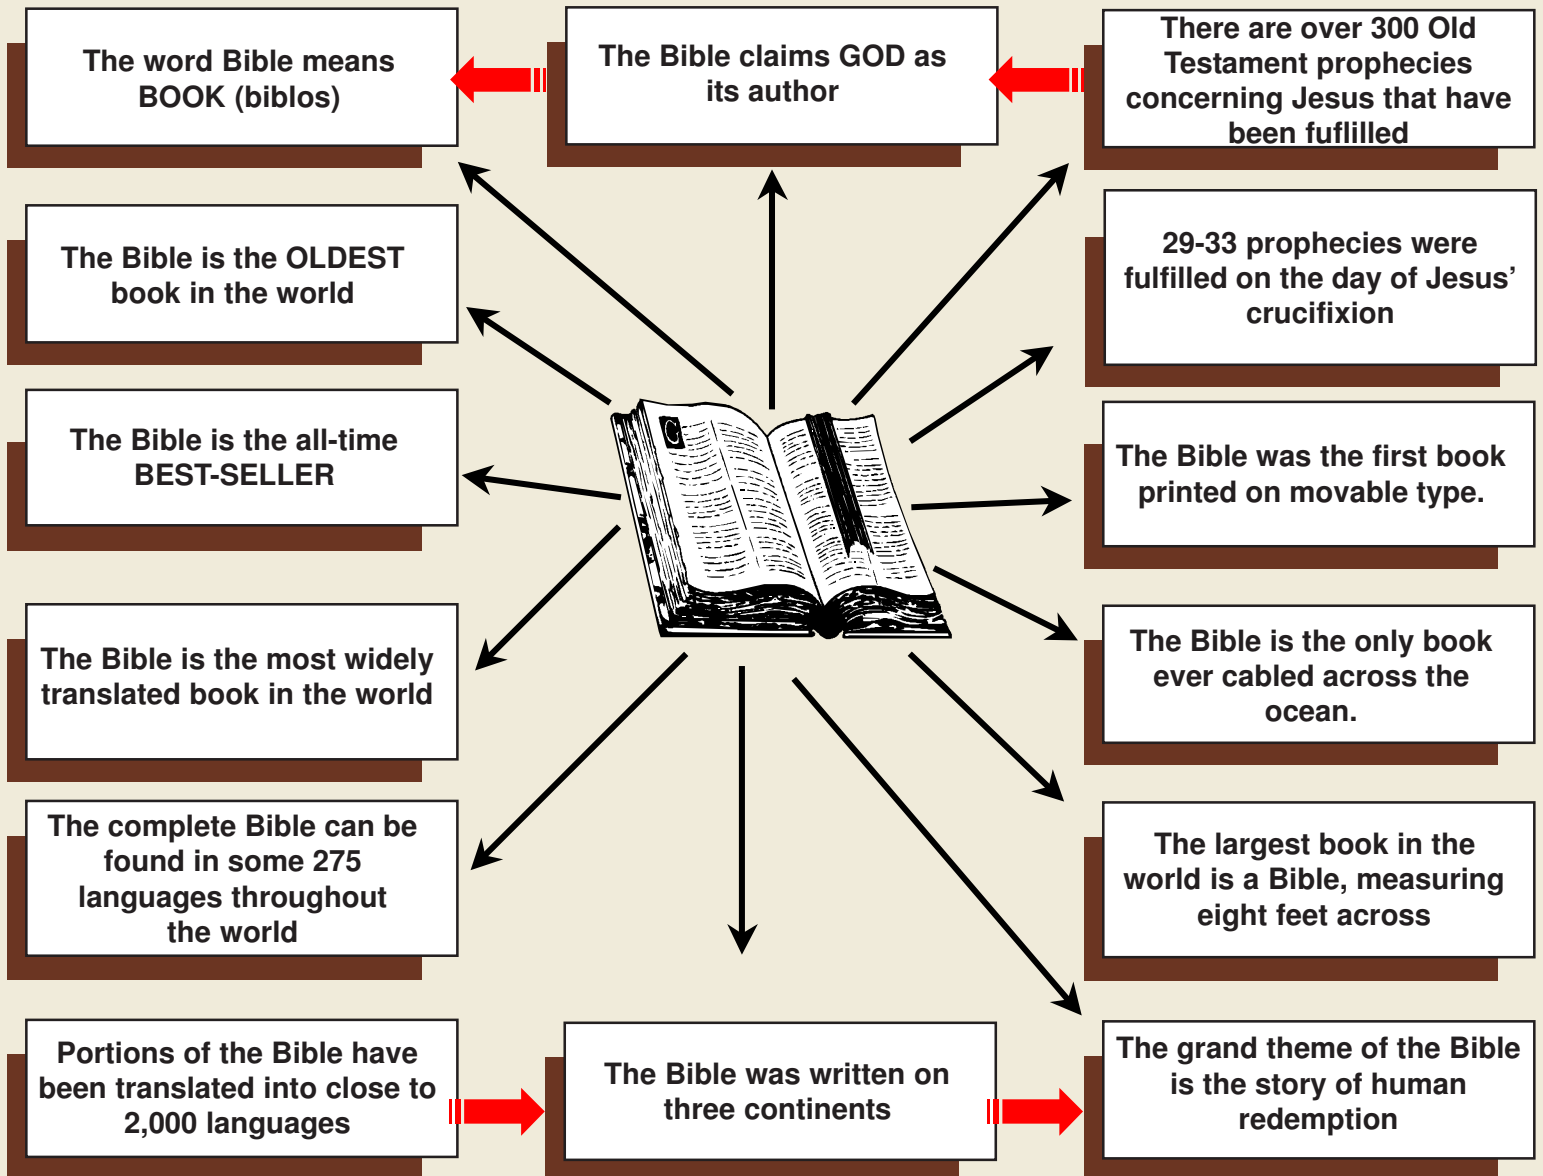 The word Bible means
BOOK (biblos)
The Bible claims GOD as
its author
There are over 300 Old
Testament prophecies
concerning Jesus that have
been fuflilled
The Bible is the OLDEST
book in the world
29-33 prophecies were
fulfilled on the day of Jesus’
crucifixion
The Bible is the all-time
BEST-SELLER
The Bible was the first book
printed on movable type.
The Bible is the most widely
translated book in the world
The Bible is the only book
ever cabled across the
ocean.
The complete Bible can be
found in some 275
languages throughout
the world
The largest book in the
world is a Bible, measuring
eight feet across
Portions of the Bible have
been translated into close to
2,000 languages
The Bible was written on
three continents
The grand theme of the Bible
is the story of human
redemption